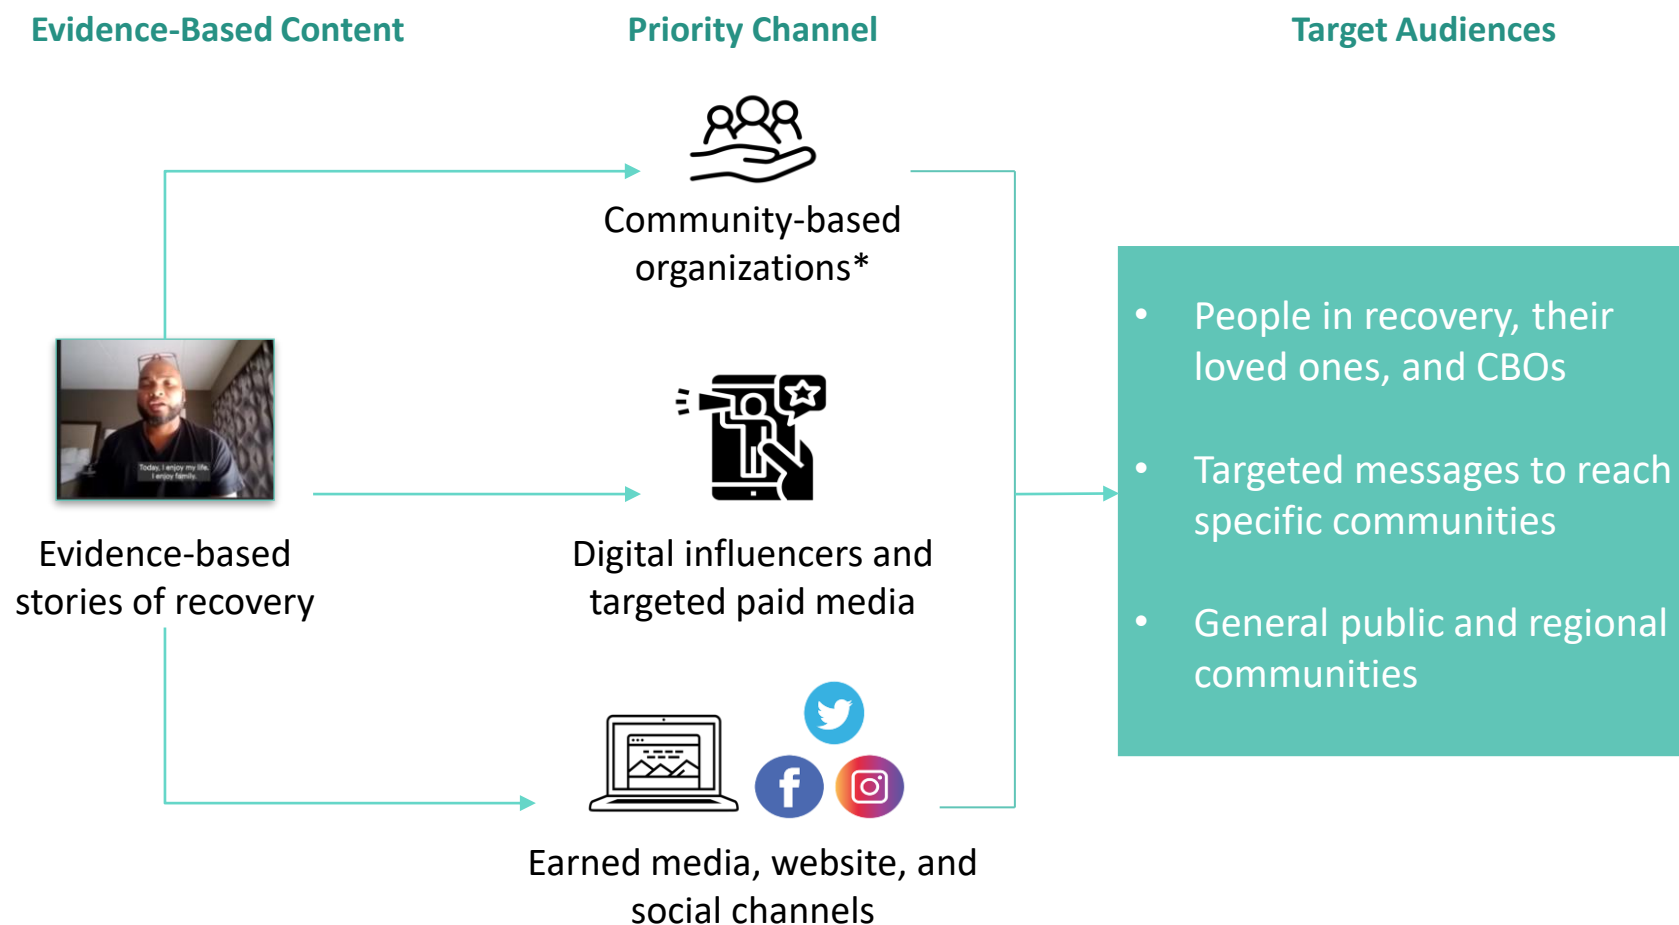 Evidence-Based Content
Priority Channel
Target Audiences
Community-based
organizations*
Today, I enjoy my life.
I enjoy family.
Evidence-based
stories of recovery
Digital influencers and
targeted paid media
Earned media, website, and
social channels
• People in recovery, their
loved ones, and CBOs
• Targeted messages to reach
specific communities
• General public and regional
communities